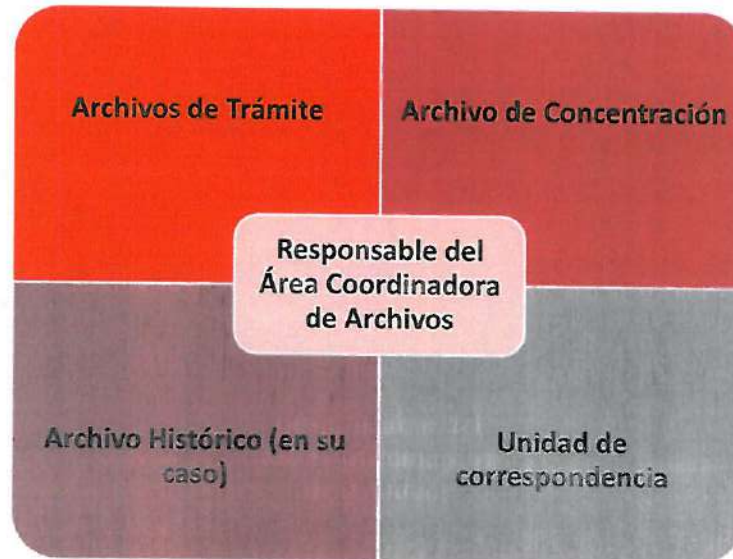 Archivos de Trámite
Archivo de Concentración
Responsable del
Área Coordinadora
de Archivos
Archivo Histórico (en su
caso)
Unidad de
correspondencia